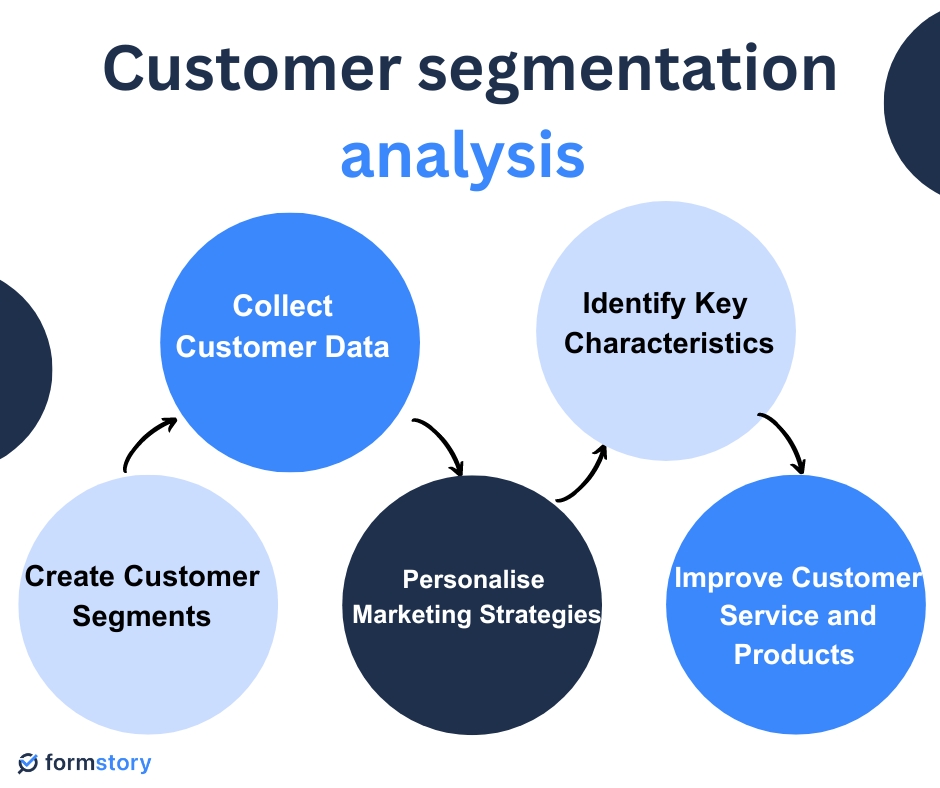 Customer segmentation
analysis
Collect
Customer Data
Identify Key
Characteristics
Create Customer
Segments
Personalise
Marketing Strategies
Improve Customer
Service and
Products
formstory